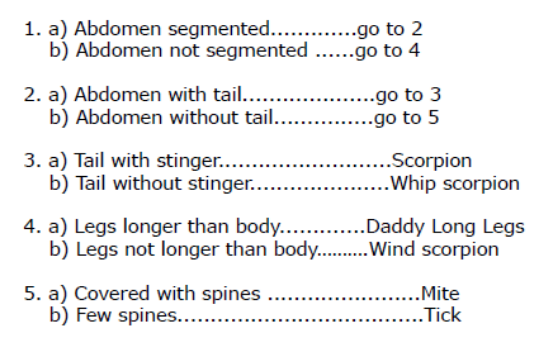 1. a) Abdomen segmented.............go to 2
b) Abdomen not segmented ......go to 4
2. a) Abdomen with tail....................go to 3
b) Abdomen without tail...............go to 5
3. a) Tail with stinger..........................Scorpion
b) Tail without stinger.....................Whip scorpion
4. a) Legs longer than body.............Daddy Long Legs
b) Legs not longer than body..........Wind scorpion
5. a) Covered with spines .......................Mite
b) Few spines.....................................Tick